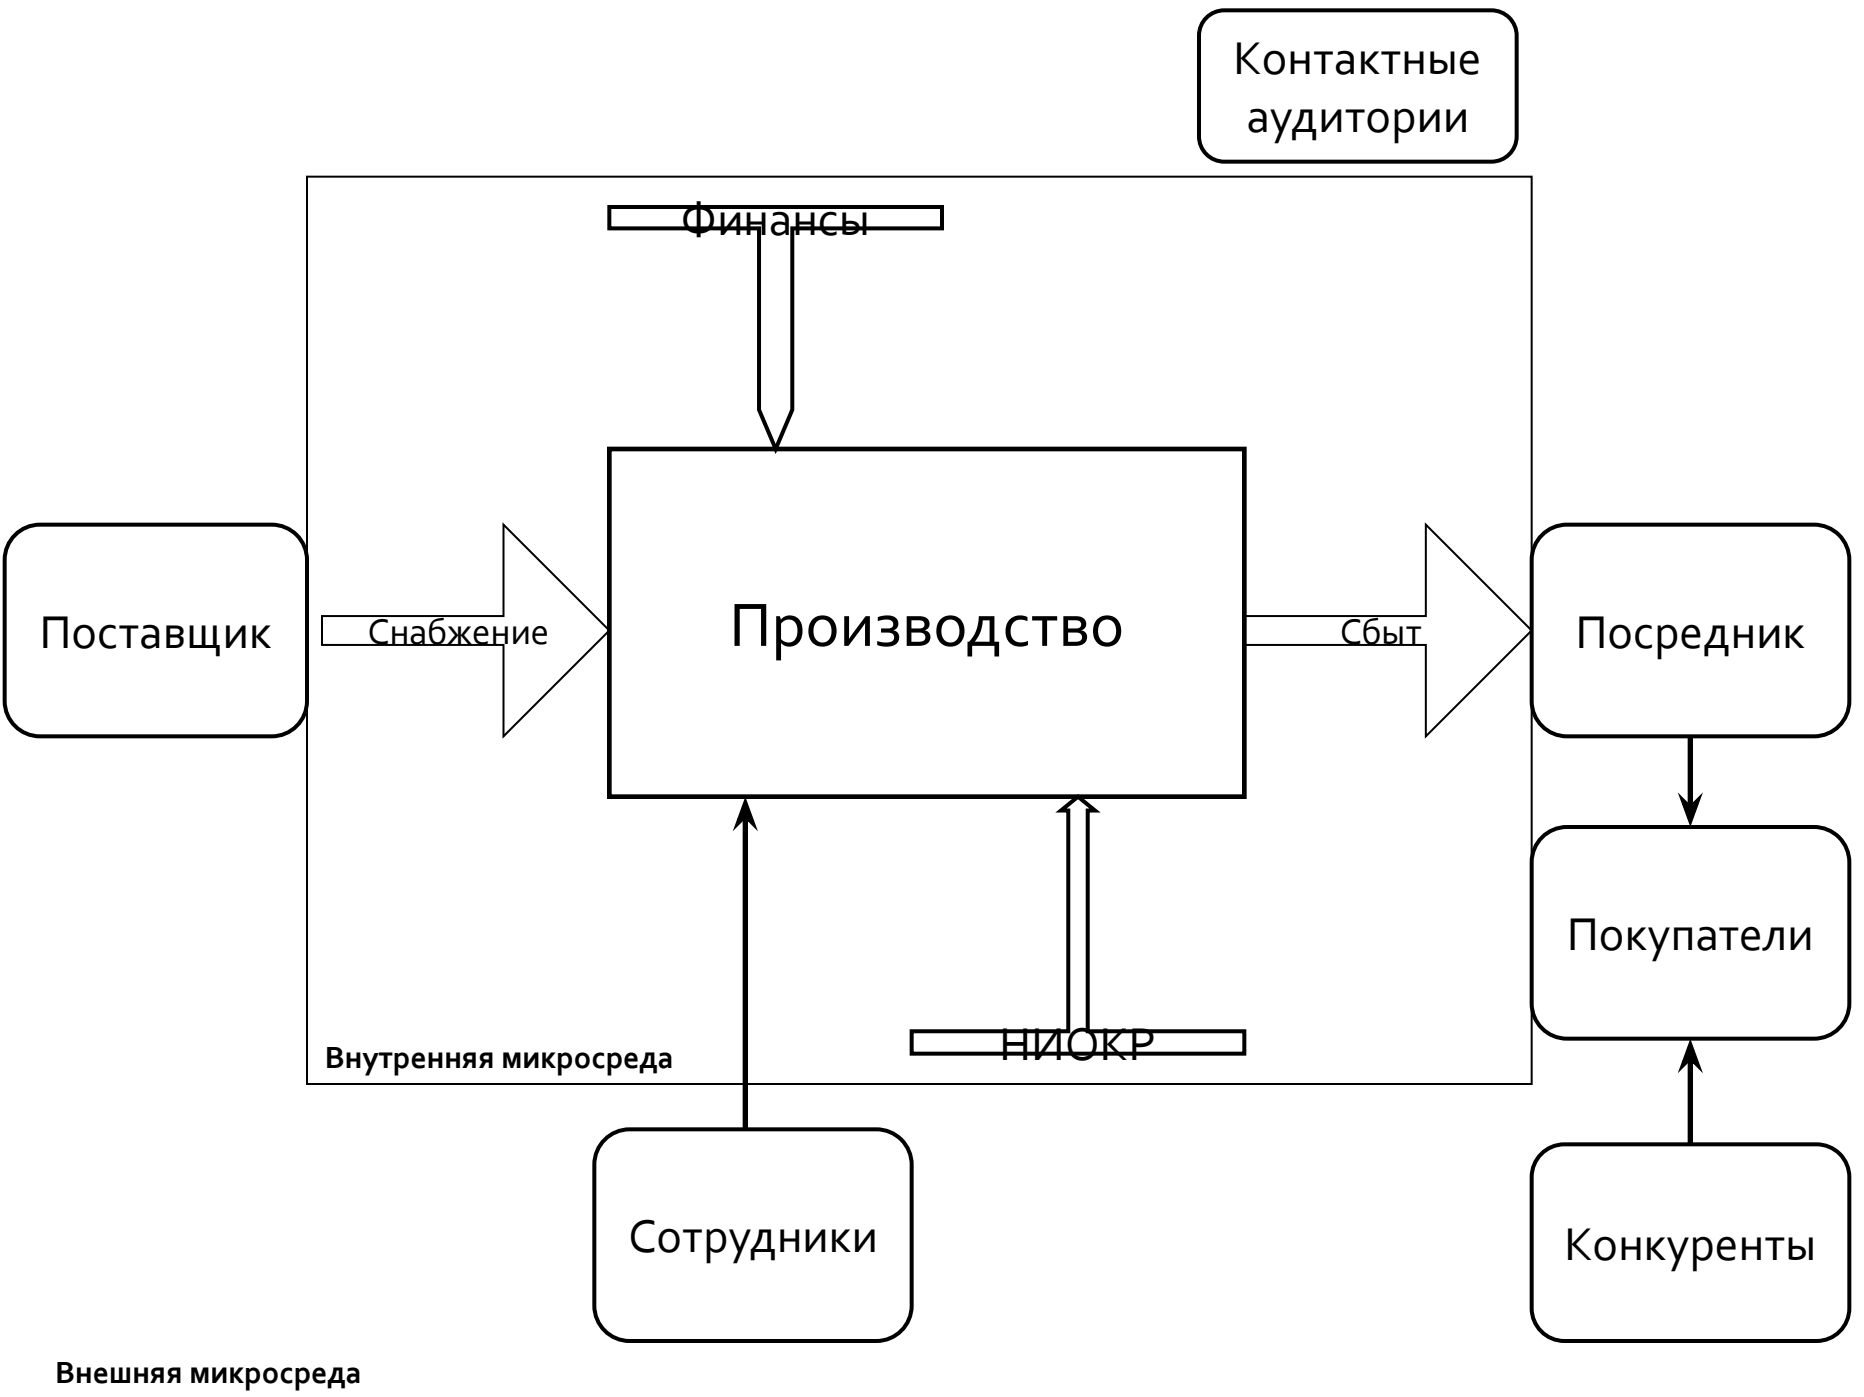 Контактные
аудитории
Финансы
Поставщик
Снабжение
Производство
Сбыт
Посредник
Покупатели
НИОКР
Внутренняя микросреда
Сотрудники
Конкуренты
Внешняя микросреда